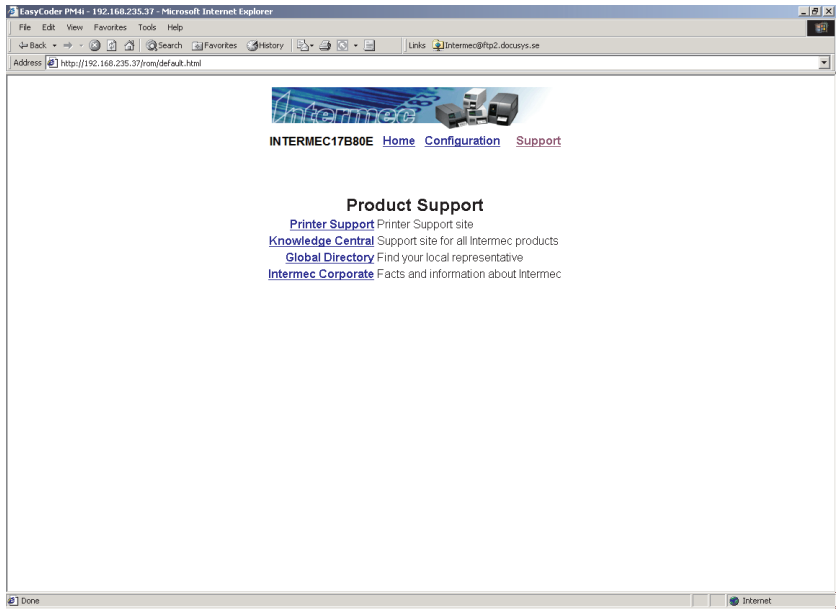 EasyCoder PM4i - 192.168.235.37 - Microsoft Internet Explorer
File Edit View Favorites Tools Help
Back Search Favorites History Links Intermec@ftp2.docusys.se
Address http://192.168.235.37/rom/default.html
Intermec
INTERMEC17B80E Home Configuration Support
Product Support
Printer Support Printer Support site
Knowledge Central Support site for all Intermec products
Global Directory Find your local representative
Intermec Corporate Facts and information about Intermec
Done Internet